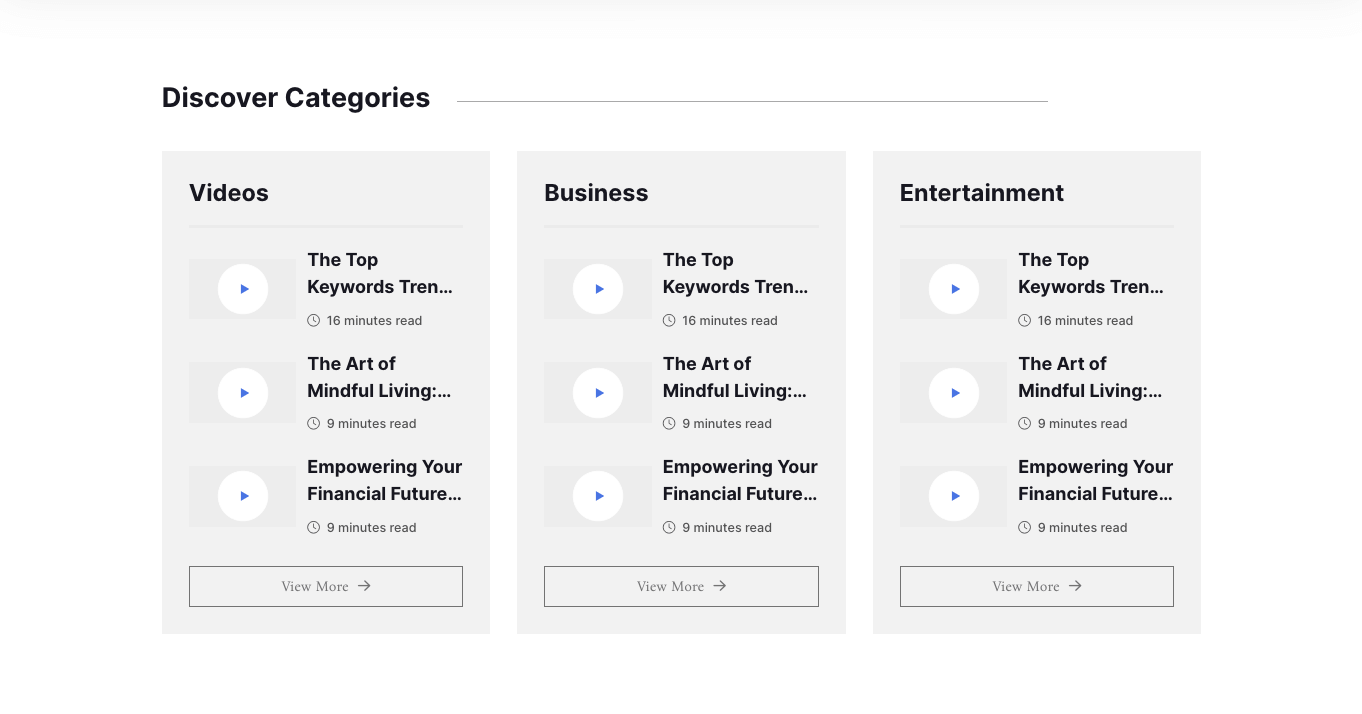 Discover Categories
Videos
The Top
Keywords Tren...
16 minutes read
The Art of
Mindful Living:...
9 minutes read
Empowering Your
Financial Future...
9 minutes read
View More
Business
The Top
Keywords Tren...
16 minutes read
The Art of
Mindful Living:...
9 minutes read
Empowering Your
Financial Future...
9 minutes read
View More
Entertainment
The Top
Keywords Tren...
16 minutes read
The Art of
Mindful Living:...
9 minutes read
Empowering Your
Financial Future...
9 minutes read
View More